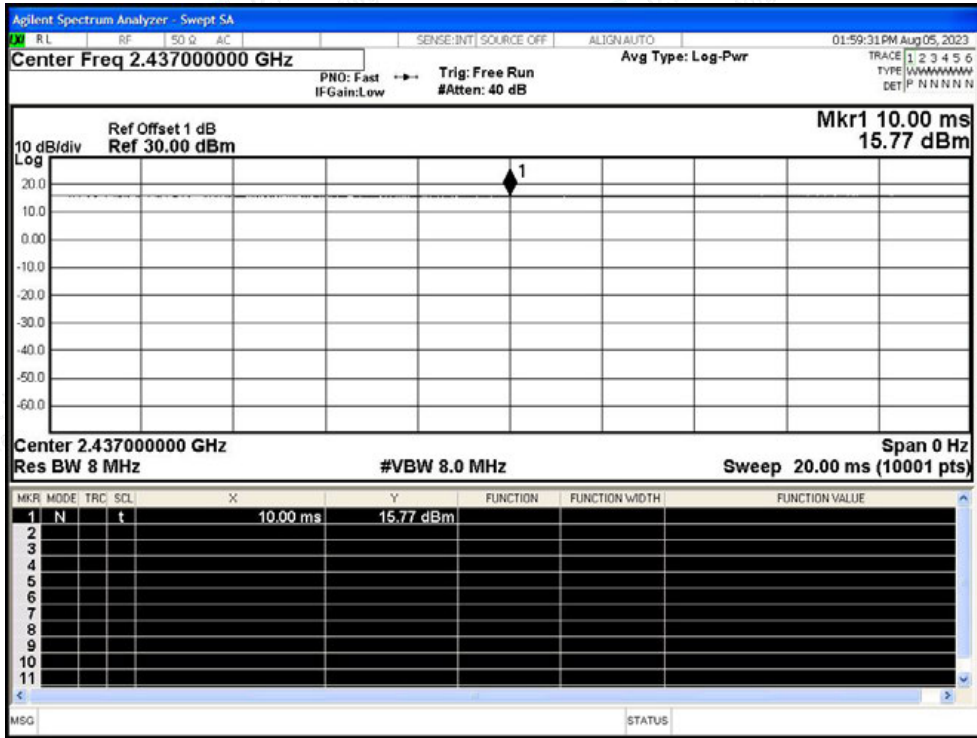 Agilent Spectrum Analyzer - Swept SA
LXI RL RF 50 Ω AC SENSE:INT SOURCE OFF ALIGN AUTO 01:59:31 PM Aug 05, 2023
Center Freq 2.437000000 GHz Avg Type: Log-Pwr TRACE 1 2 3 4 5 6
PNO: Fast Trig: Free Run TYPE WWWWWW
IFGain:Low #Atten: 40 dB DET P N N N N N
Mkr1 10.00 ms
Ref Offset 1 dB
10 dB/div Ref 30.00 dBm 15.77 dBm
Log
1
20.0
10.0
0.00
-10.0
-20.0
-30.0
-40.0
-50.0
-60.0
Center 2.437000000 GHz Span 0 Hz
Res BW 8 MHz #VBW 8.0 MHz Sweep 20.00 ms (10001 pts)
MKR MODE TRC SCL X Y FUNCTION FUNCTION WIDTH FUNCTION VALUE
1 N t 10.00 ms 15.77 dBm
2
3
4
5
6
7
8
9
10
11
MSG STATUS